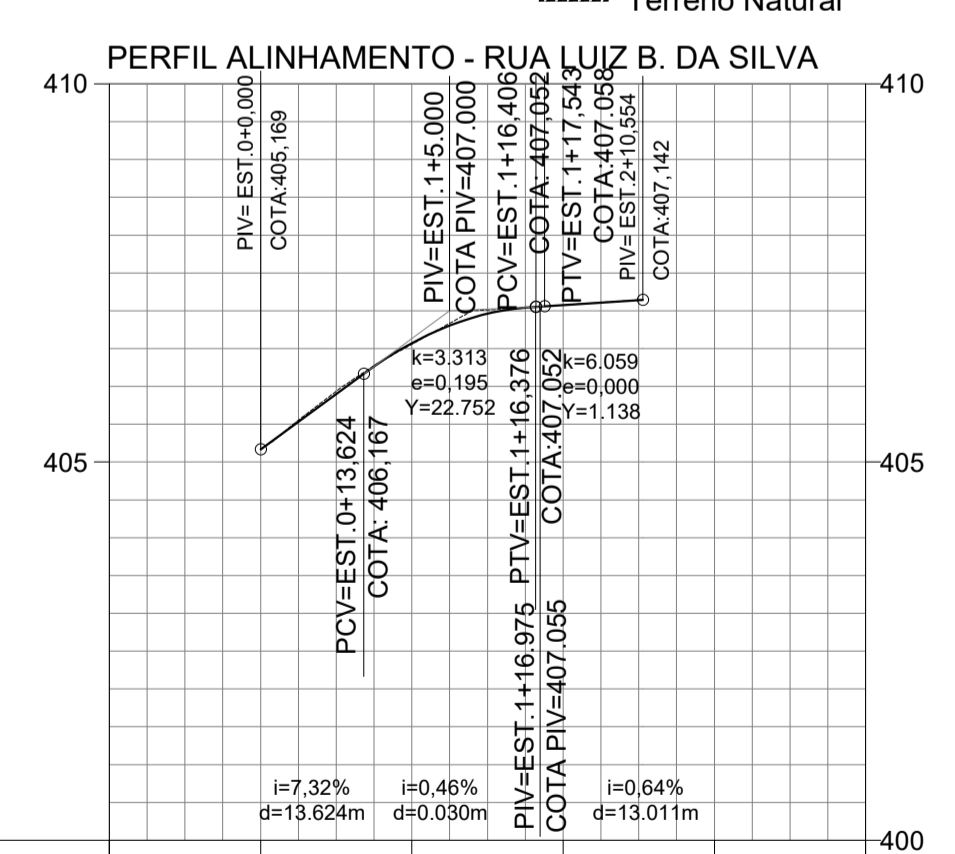 Terreno Natural
PERFIL ALINHAMENTO - RUA LUIZ B. DA SILVA
410
410
PIV= EST.0+0,000
COTA:405,169
PIV=EST.1+5.000
COTA PIV=407.000
PCV=EST.1+16,406
COTA: 407,052
PTV=EST.1+17,543
COTA:407.058
PIV= EST.2+10,554
COTA:407,142
k=3.313
e=0,195
Y=22.752
k=6.059
e=0,000
Y=1.138
405
405
PCV=EST.0+13,624
COTA: 406,167
PTV=EST.1+16,376
COTA:407.052
PIV=EST.1+16.975
COTA PIV=407.055
i=7,32%
d=13.624m
i=0,46%
d=0.030m
i=0,64%
d=13.011m
400